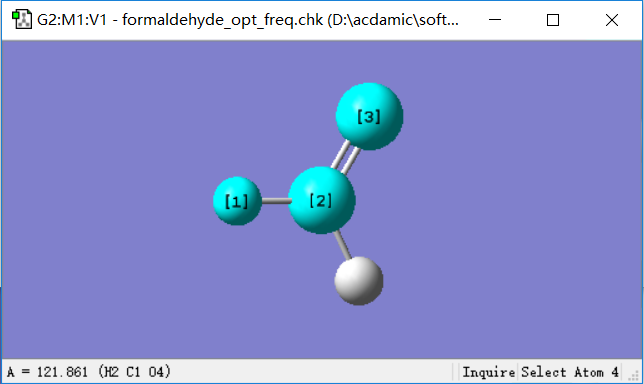 G2:M1:V1 - formaldehyde_opt_freq.chk (D:\acdamic\soft...
[3]
[1] [2]
A = 121.861 (H2 C1 O4) Inquire Select Atom 4